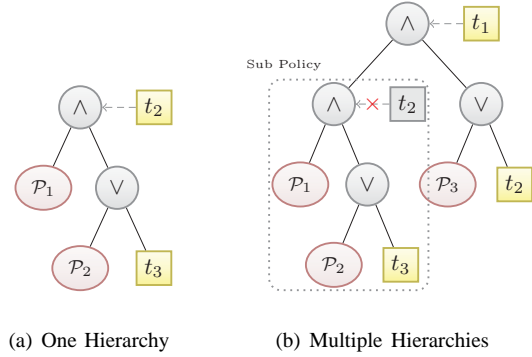 ∧ t₁
Sub Policy
∧ t₂
∧ t₂ ∨
𝒫₁ ∨
𝒫₁ ∨ 𝒫₃ t₂
𝒫₂ t₃
𝒫₂ t₃
(a) One Hierarchy
(b) Multiple Hierarchies